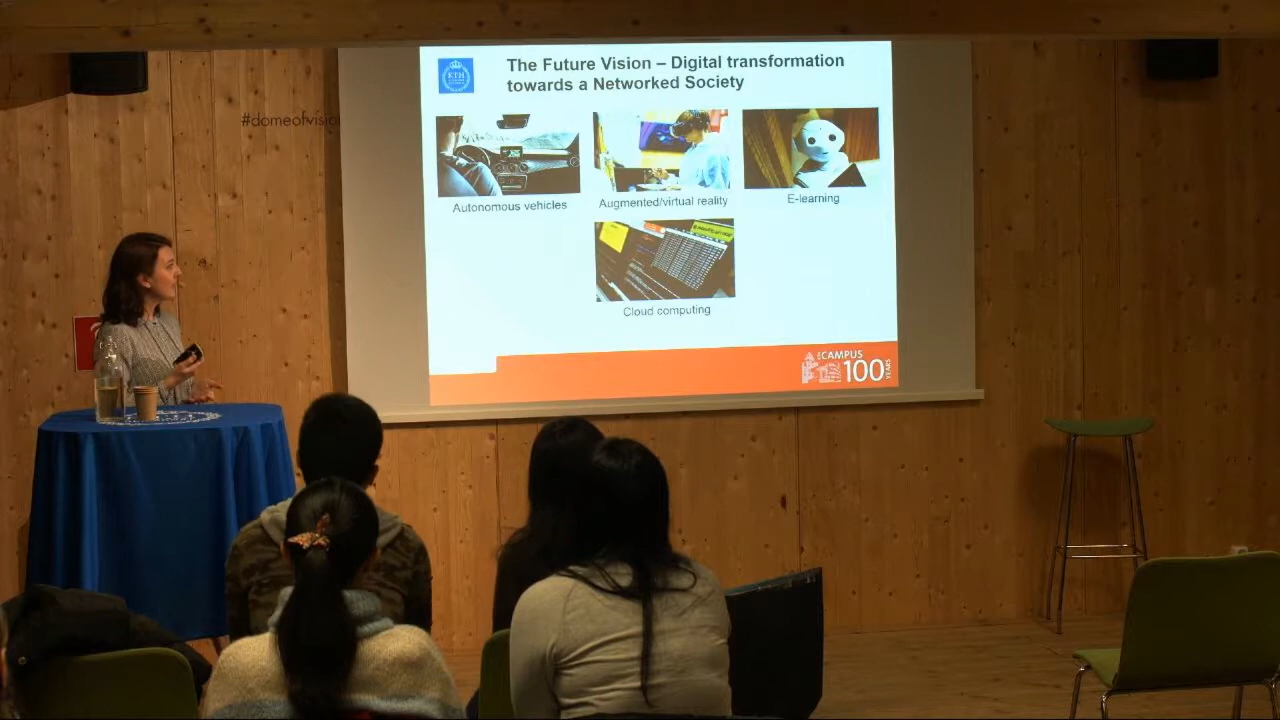 #domeofvision
The Future Vision – Digital transformation
towards a Networked Society
KTH
Autonomous vehicles
Augmented/virtual reality
E-learning
Cloud computing
CAMPUS
100
YEARS